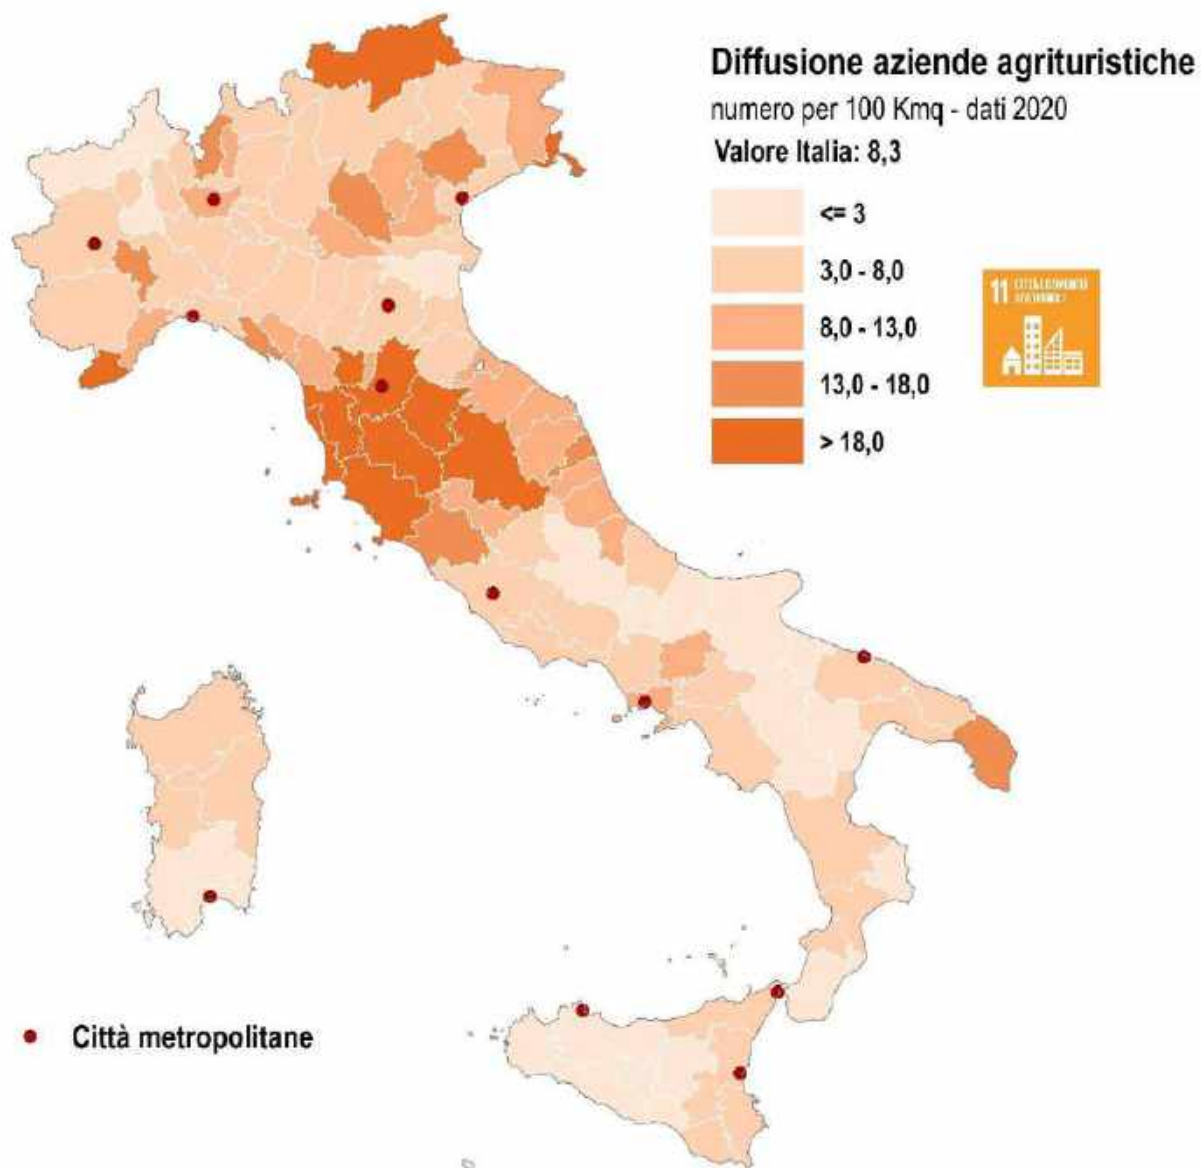 Diffusione aziende agrituristiche
numero per 100 Kmq - dati 2020
Valore Italia: 8,3
<= 3
3,0 - 8,0
8,0 - 13,0
13,0 - 18,0
> 18,0
11
Città metropolitane